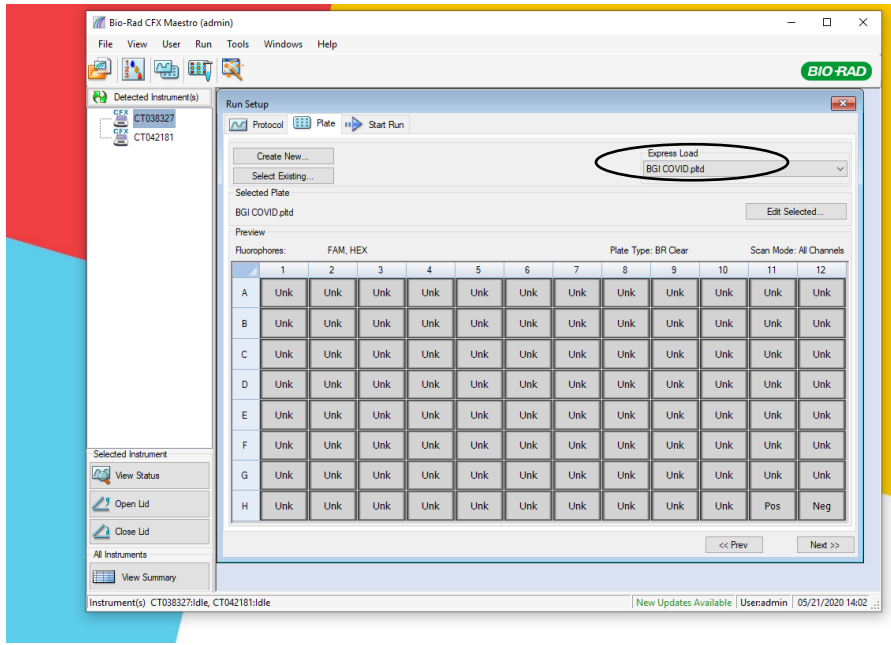 Bio-Rad CFX Maestro (admin)
File View User Run Tools Windows Help
BIO-RAD
Detected Instrument(s)
CFX CT038327
CFX CT042181
Run Setup
Protocol Plate Start Run
Express Load
Create New...
BGI COVID.pltd
Select Existing...
Selected Plate
BGI COVID.pltd Edit Selected...
Preview
Fluorophores: FAM, HEX Plate Type: BR Clear Scan Mode: All Channels
1 2 3 4 5 6 7 8 9 10 11 12
A Unk Unk Unk Unk Unk Unk Unk Unk Unk Unk Unk Unk
B Unk Unk Unk Unk Unk Unk Unk Unk Unk Unk Unk Unk
C Unk Unk Unk Unk Unk Unk Unk Unk Unk Unk Unk Unk
D Unk Unk Unk Unk Unk Unk Unk Unk Unk Unk Unk Unk
E Unk Unk Unk Unk Unk Unk Unk Unk Unk Unk Unk Unk
F Unk Unk Unk Unk Unk Unk Unk Unk Unk Unk Unk Unk
G Unk Unk Unk Unk Unk Unk Unk Unk Unk Unk Unk Unk
H Unk Unk Unk Unk Unk Unk Unk Unk Unk Unk Pos Neg
<< Prev Next >>
Selected Instrument
View Status
Open Lid
Close Lid
All Instruments
View Summary
Instrument(s) CT038327:Idle, CT042181:Idle New Updates Available User:admin 05/21/2020 14:02